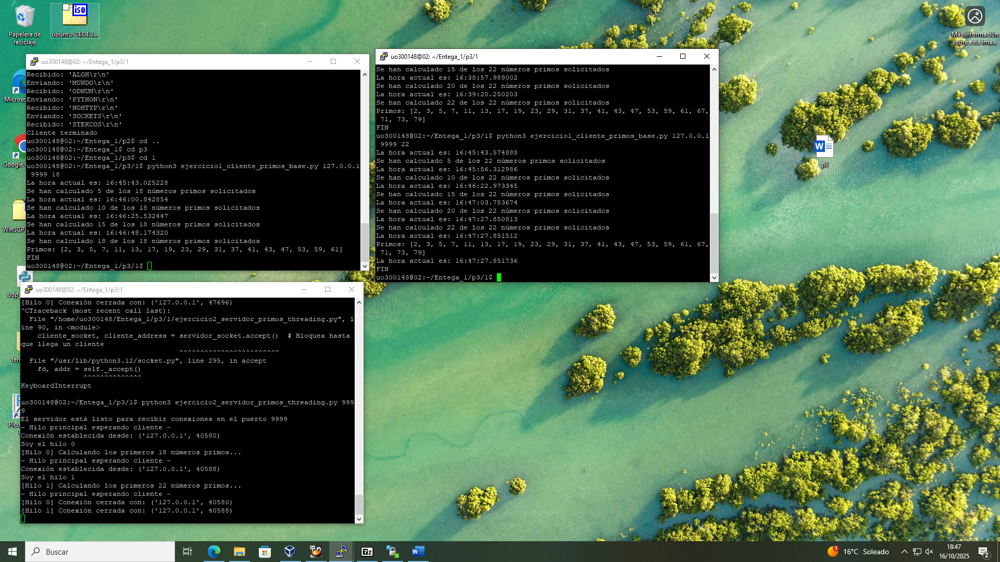 Papelera de
reciclaje
ubuntu-24.04.3...
Más información
sobre esta ima...
Google
WinSCP
p3
uo300148@02: ~/Entega_1/p3/1
Recibido: 'ALOH\r\n'
Enviando: 'MUNDO\r\n'
Recibido: 'ODNUM\r\n'
Enviando: 'PYTHON\r\n'
Recibido: 'NOHTYP\r\n'
Enviando: 'SOCKETS\r\n'
Recibido: 'STEKCOS\r\n'
Cliente terminado
uo300148@02:~/Entega_1/p2$ cd ..
uo300148@02:~/Entega_1$ cd p3
uo300148@02:~/Entega_1/p3$ cd 1
uo300148@02:~/Entega_1/p3/1$ python3 ejercicio1_cliente_primos_base.py 127.0.0.1
9999 18
La hora actual es: 16:45:43.025228
Se han calculado 5 de los 18 números primos solicitados
La hora actual es: 16:46:00.842854
Se han calculado 10 de los 18 números primos solicitados
La hora actual es: 16:46:25.532447
Se han calculado 15 de los 18 números primos solicitados
La hora actual es: 16:46:48.174320
Se han calculado 18 de los 18 números primos solicitados
Primos: [2, 3, 5, 7, 11, 13, 17, 19, 23, 29, 31, 37, 41, 43, 47, 53, 59, 61]
FIN
uo300148@02:~/Entega_1/p3/1$
uo300148@02: ~/Entega_1/p3/1
Se han calculado 15 de los 22 números primos solicitados
La hora actual es: 16:38:57.989002
Se han calculado 20 de los 22 números primos solicitados
La hora actual es: 16:39:20.250203
Se han calculado 22 de los 22 números primos solicitados
Primos: [2, 3, 5, 7, 11, 13, 17, 19, 23, 29, 31, 37, 41, 43, 47, 53, 59, 61, 67,
71, 73, 79]
FIN
uo300148@02:~/Entega_1/p3/1$ python3 ejercicio1_cliente_primos_base.py 127.0.0.1
9999 22
La hora actual es: 16:45:43.574888
Se han calculado 5 de los 22 números primos solicitados
La hora actual es: 16:45:56.312986
Se han calculado 10 de los 22 números primos solicitados
La hora actual es: 16:46:22.973345
Se han calculado 15 de los 22 números primos solicitados
La hora actual es: 16:47:03.783674
Se han calculado 20 de los 22 números primos solicitados
La hora actual es: 16:47:27.850813
Se han calculado 22 de los 22 números primos solicitados
La hora actual es: 16:47:27.851512
Primos: [2, 3, 5, 7, 11, 13, 17, 19, 23, 29, 31, 37, 41, 43, 47, 53, 59, 61, 67,
71, 73, 79]
La hora actual es: 16:47:27.851736
FIN
uo300148@02:~/Entega_1/p3/1$
uo300148@02: ~/Entega_1/p3/1
[Hilo 0] Conexión cerrada con: ('127.0.0.1', 47696)
^CTraceback (most recent call last):
File "/home/uo300148/Entega_1/p3/1/ejercicio2_servidor_primos_threading.py", l
ine 90, in <module>
cliente_socket, cliente_address = servidor_socket.accept()  # Bloquea hasta
que llega un cliente
^^^^^^^^^^^^^^^^^^^^^^^^
File "/usr/lib/python3.12/socket.py", line 295, in accept
fd, addr = self._accept()
^^^^^^^^^^^^^^
KeyboardInterrupt
uo300148@02:~/Entega_1/p3/1$ python3 ejercicio2_servidor_primos_threading.py 999
9
El servidor está listo para recibir conexiones en el puerto 9999
- Hilo principal esperando cliente -
Conexión establecida desde: ('127.0.0.1', 40580)
Soy el hilo 0
[Hilo 0] Calculando los primeros 18 números primos...
- Hilo principal esperando cliente -
Conexión establecida desde: ('127.0.0.1', 40588)
Soy el hilo 1
[Hilo 1] Calculando los primeros 22 números primos...
- Hilo principal esperando cliente -
[Hilo 0] Conexión cerrada con: ('127.0.0.1', 40580)
[Hilo 1] Conexión cerrada con: ('127.0.0.1', 40588)
Buscar
16°C Soleado
18:47
16/10/2025